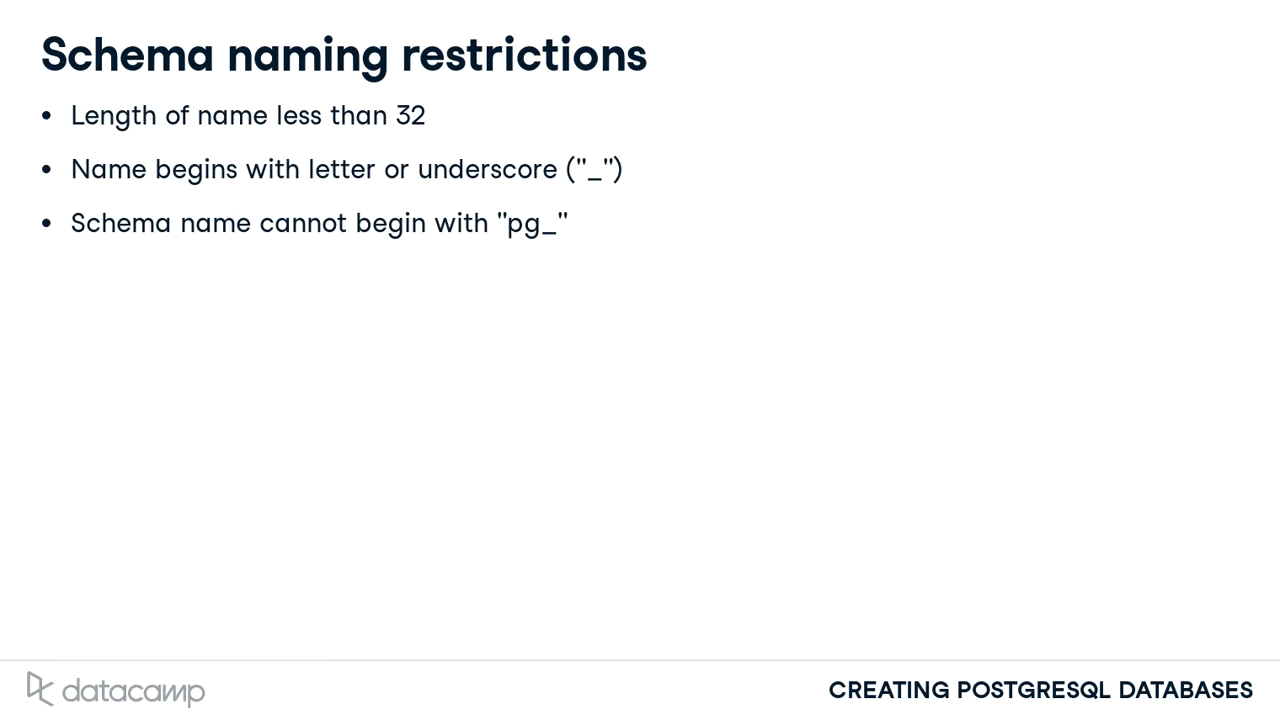 Schema naming restrictions
• Length of name less than 32
• Name begins with letter or underscore ("_")
• Schema name cannot begin with "pg_"
datacamp
CREATING POSTGRESQL DATABASES